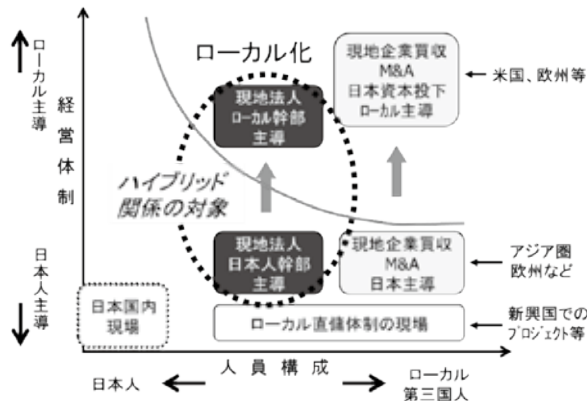 ローカル主導
経営体制
日本人主導
ローカル化
現地法人
ローカル幹部
主導
現地企業買収
M&A
日本資本投下
ローカル主導
米国、欧州等
ハイブリッド
関係の対象
現地法人
日本人幹部
主導
現地企業買収
M&A
日本主導
アジア圏
欧州など
日本国内
現場
ローカル直傭体制の現場
新興国での
プロジェクト等
人員構成
日本人
ローカル
第三国人